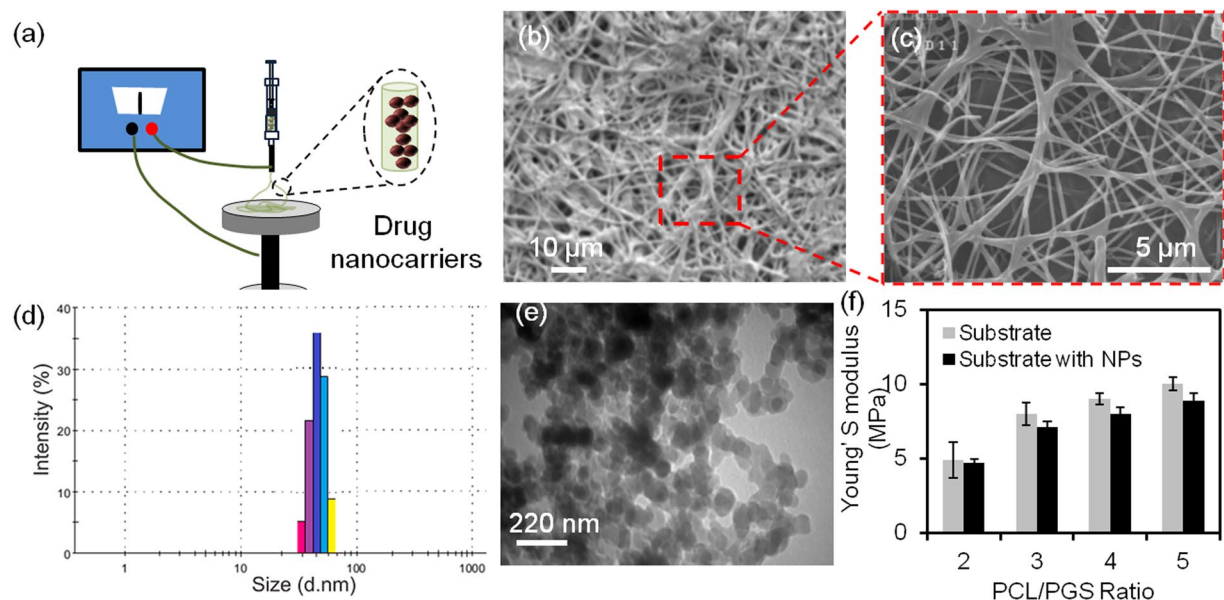 (a)
Drug
nanocarriers
(b)
10 µm
(c)
D11
5 µm
(d)
40
30
20
10
0
Intensity (%)
1
10
100
1000
Size (d.nm)
(e)
220 nm
(f)
15
10
5
0
Young' S modulus
(MPa)
Substrate
Substrate with NPs
2
3
4
5
PCL/PGS Ratio